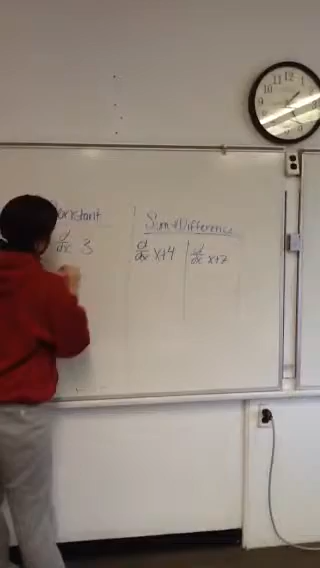 Constant
d/dx 3
Sum + Difference
d/dx x+4
d/dx x+7